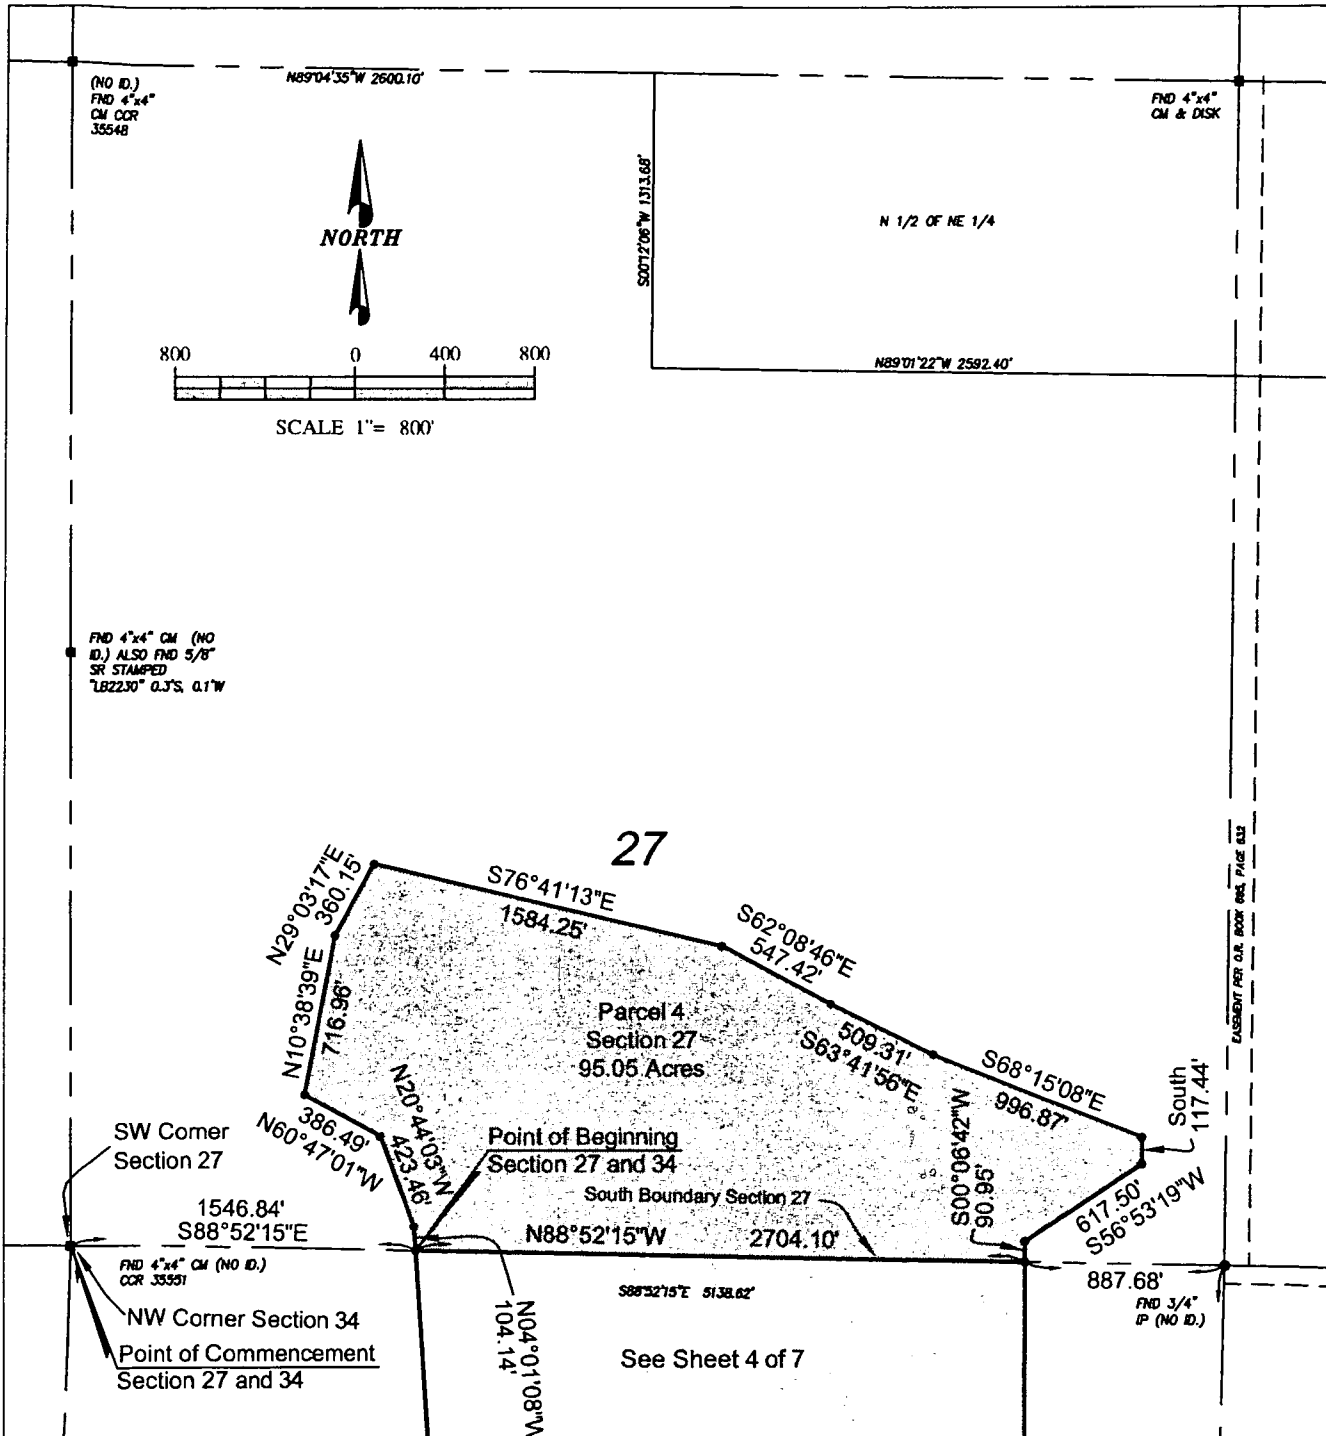 N89°04'35"W 2600.10'
(NO ID.)
FND 4"x4"
CM CCR
35548
FND 4"x4"
CM & DISK
NORTH
S00°12'06"W 1313.68'
N 1/2 OF NE 1/4
N89°01'22"W 2592.40'
800 0 400 800
SCALE 1"= 800'
FND 4"x4" CM (NO
ID.) ALSO FND 5/8"
SR STAMPED
"LB2230" 0.3'S, 0.1'W
27
EASEMENT PER O.R. BOOK 695, PAGE 632
N29°03'17"E
360.15'
S76°41'13"E
1584.25'
S62°08'46"E
547.42'
N10°38'39"E
716.96'
Parcel 4
Section 27
95.05 Acres
509.31'
S63°41'56"E
S68°15'08"E
996.87'
South
117.44'
386.49'
N60°47'01"W
N20°44'03"W
423.46'
SW Corner
Section 27
Point of Beginning
Section 27 and 34
South Boundary Section 27
S00°06'42"W
90.95'
617.50'
S56°53'19"W
1546.84'
S88°52'15"E
N88°52'15"W 2704.10'
FND 4"x4" CM (NO ID.)
CCR 35551
S88°52'15"E 5138.62'
887.68'
FND 3/4"
IP (NO ID.)
NW Corner Section 34
Point of Commencement
Section 27 and 34
N04°01'08"W
104.14'
See Sheet 4 of 7